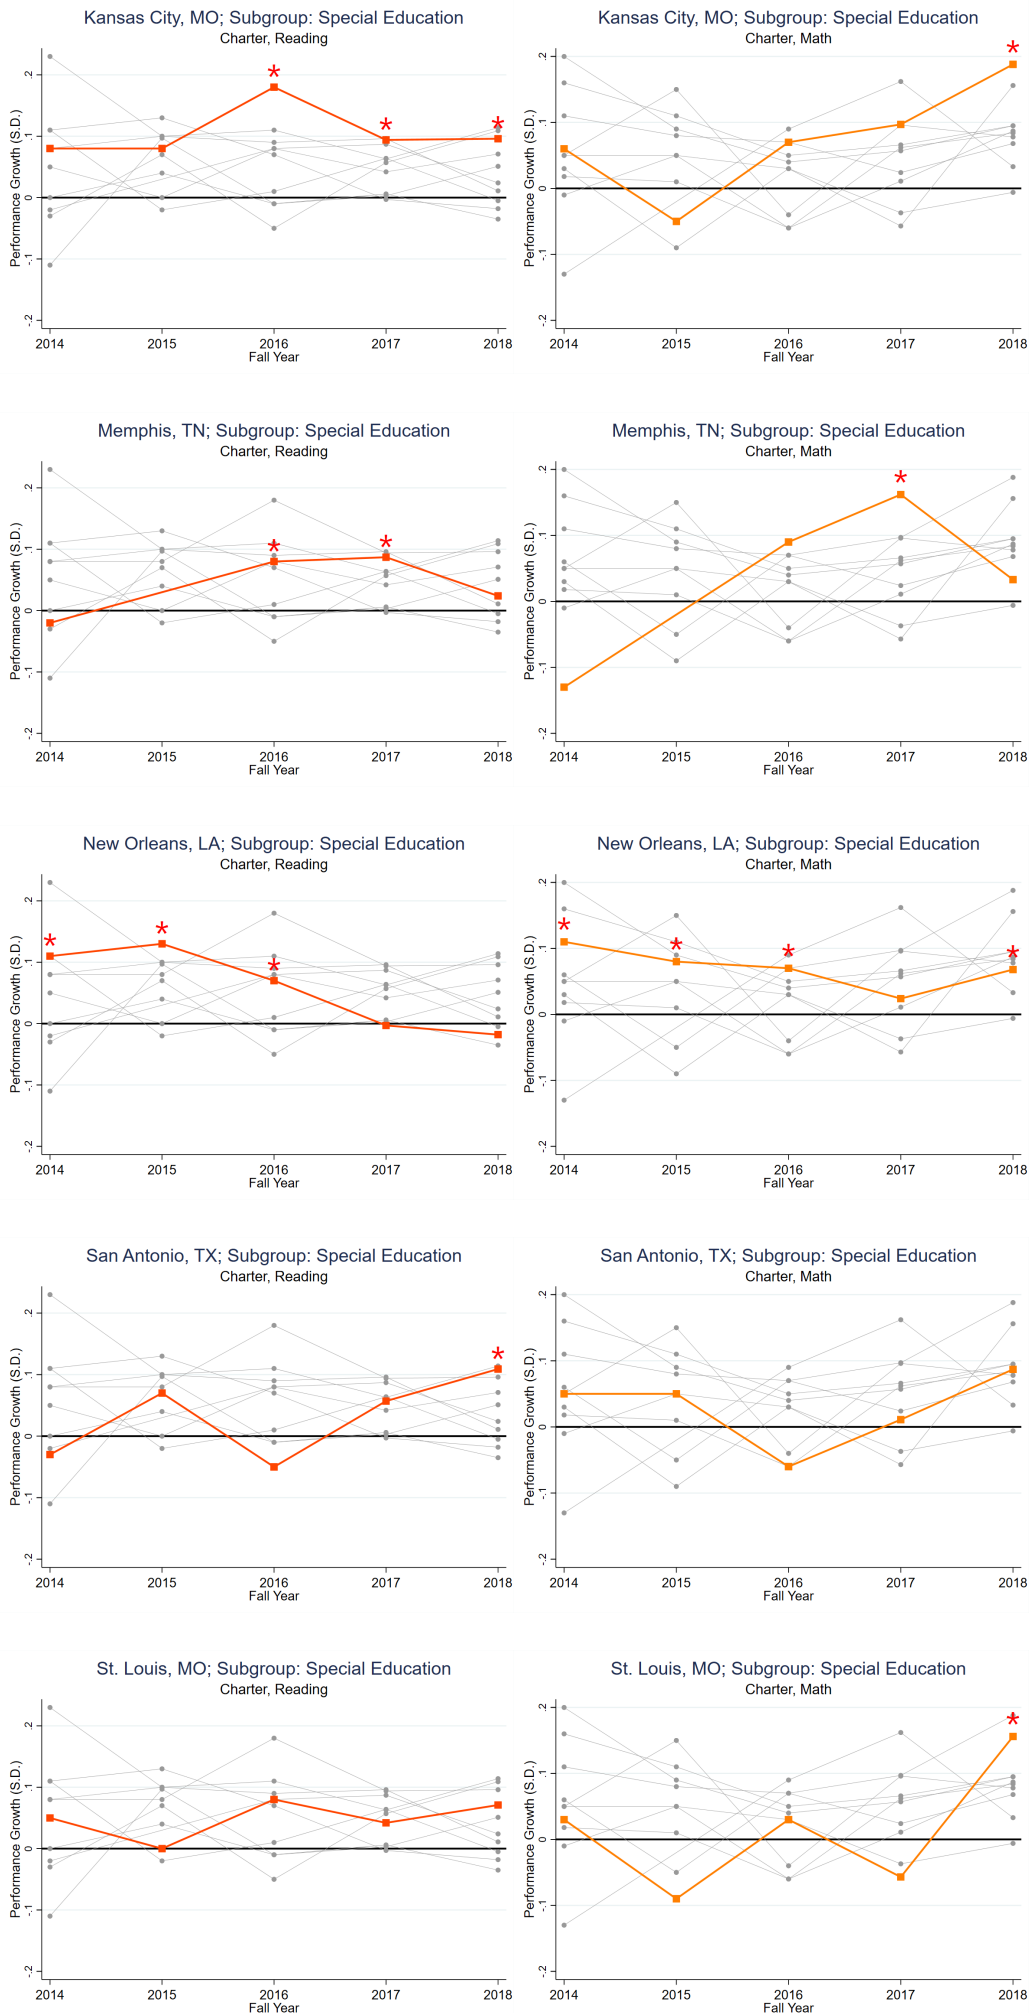 Kansas City, MO; Subgroup: Special Education
Charter, Reading
Performance Growth (S.D.)
.2
.1
0
-.1
-.2
*
*
*
2014 2015 2016 2017 2018
Fall Year
Kansas City, MO; Subgroup: Special Education
Charter, Math
Performance Growth (S.D.)
.2
.1
0
-.1
-.2
*
2014 2015 2016 2017 2018
Fall Year
Memphis, TN; Subgroup: Special Education
Charter, Reading
Performance Growth (S.D.)
.2
.1
0
-.1
-.2
*
*
2014 2015 2016 2017 2018
Fall Year
Memphis, TN; Subgroup: Special Education
Charter, Math
Performance Growth (S.D.)
.2
.1
0
-.1
-.2
*
2014 2015 2016 2017 2018
Fall Year
New Orleans, LA; Subgroup: Special Education
Charter, Reading
Performance Growth (S.D.)
.2
.1
0
-.1
-.2
*
*
*
2014 2015 2016 2017 2018
Fall Year
New Orleans, LA; Subgroup: Special Education
Charter, Math
Performance Growth (S.D.)
.2
.1
0
-.1
-.2
*
*
*
*
2014 2015 2016 2017 2018
Fall Year
San Antonio, TX; Subgroup: Special Education
Charter, Reading
Performance Growth (S.D.)
.2
.1
0
-.1
-.2
*
2014 2015 2016 2017 2018
Fall Year
San Antonio, TX; Subgroup: Special Education
Charter, Math
Performance Growth (S.D.)
.2
.1
0
-.1
-.2
2014 2015 2016 2017 2018
Fall Year
St. Louis, MO; Subgroup: Special Education
Charter, Reading
Performance Growth (S.D.)
.2
.1
0
-.1
-.2
2014 2015 2016 2017 2018
Fall Year
St. Louis, MO; Subgroup: Special Education
Charter, Math
Performance Growth (S.D.)
.2
.1
0
-.1
-.2
*
2014 2015 2016 2017 2018
Fall Year